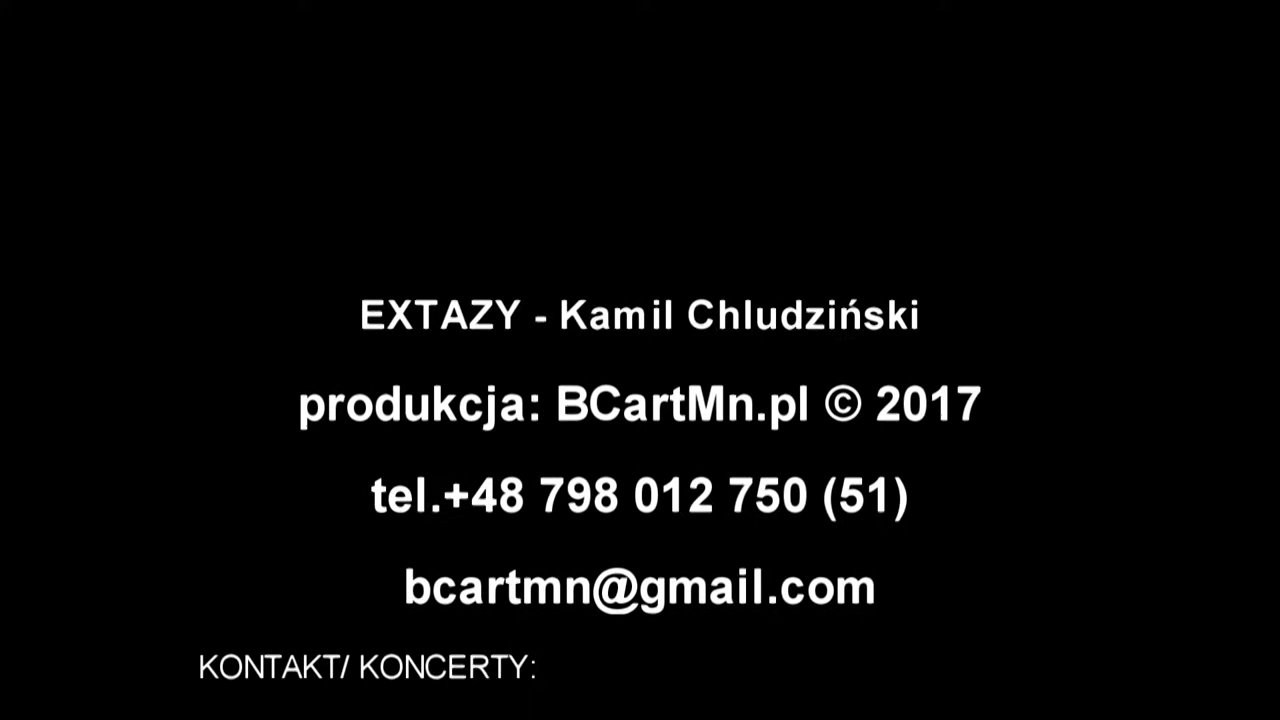 EXTAZY - Kamil Chludziński
produkcja: BCartMn.pl © 2017
tel.+48 798 012 750 (51)
bcartmn@gmail.com
KONTAKT/ KONCERTY: